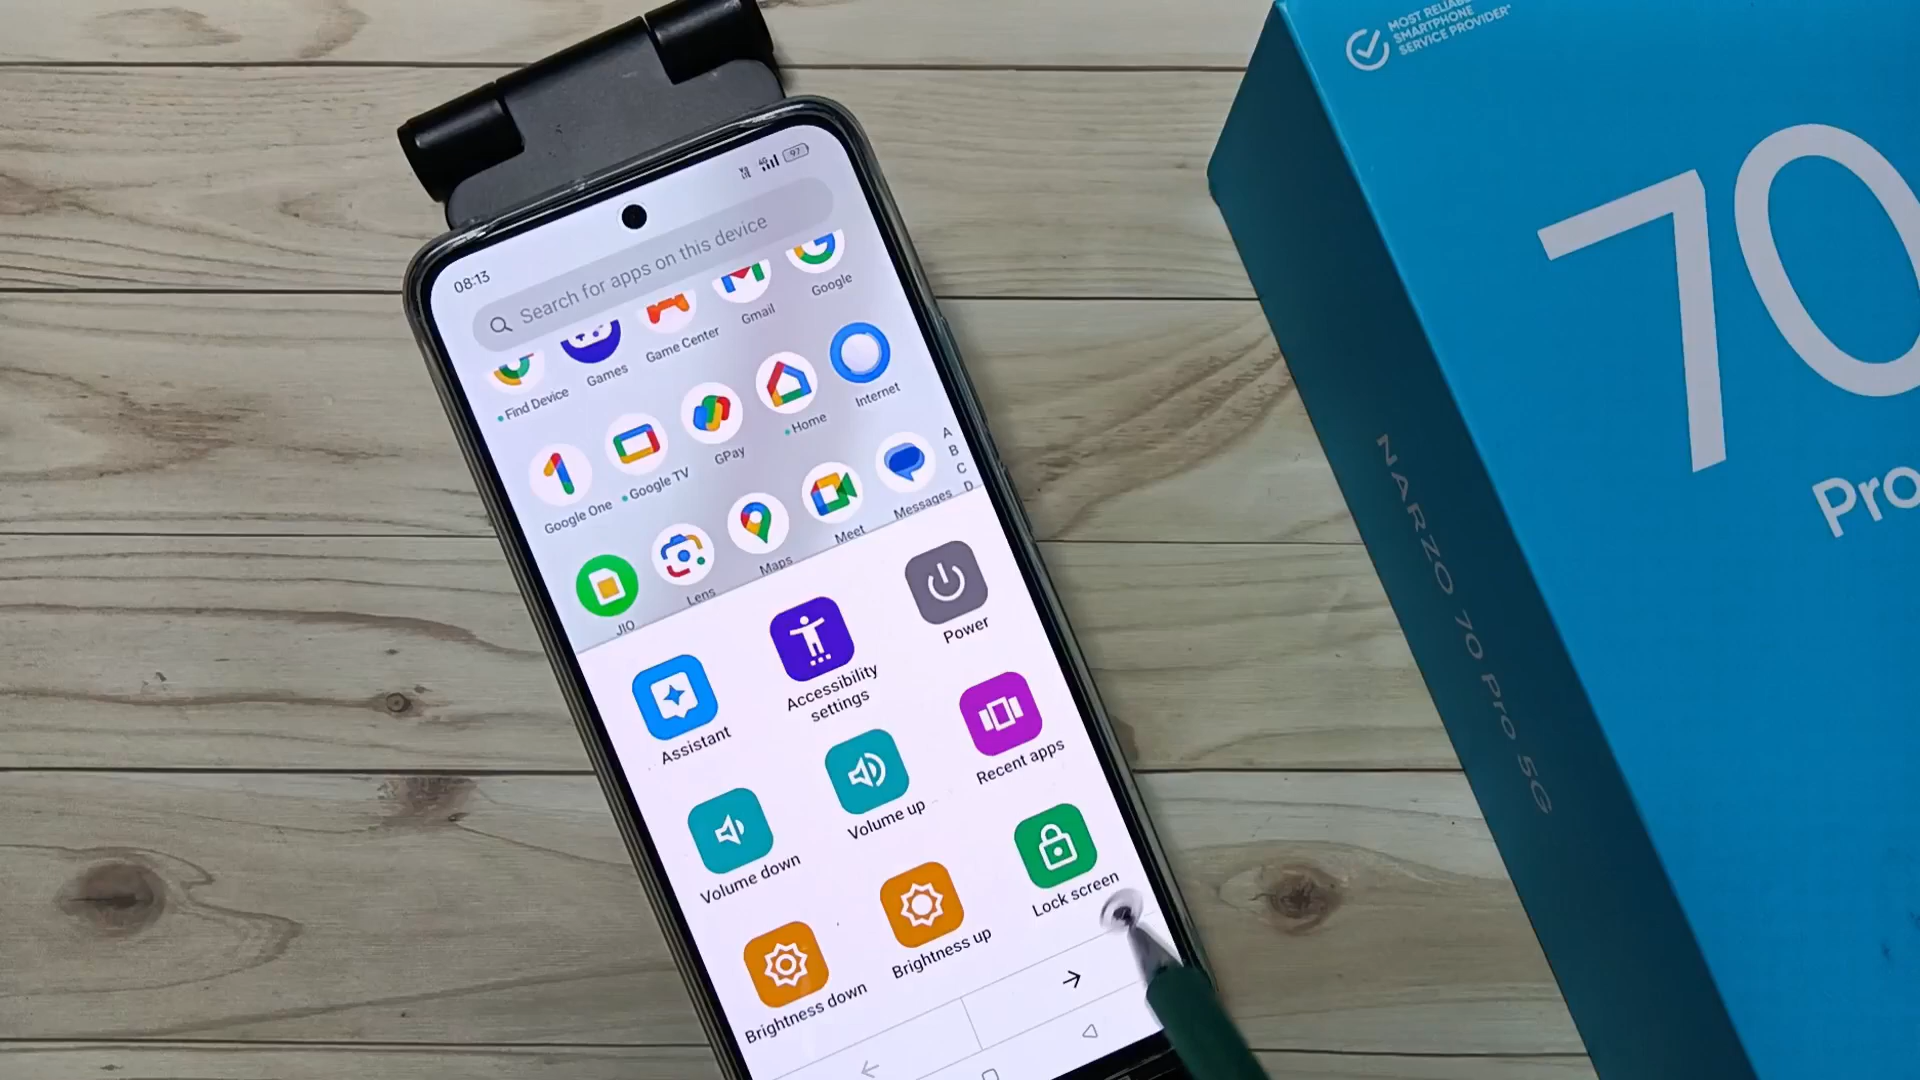 MOST RELIABLE
SMARTPHONE
SERVICE PROVIDER*
70
Pro
NARZO 70 Pro 5G
08:13
4G
97
Search for apps on this device
Find Device
Games
Game Center
Gmail
Google
Google One
Google TV
GPay
Home
Internet
JIO
Lens
Maps
Meet
Messages
A
B
C
D
Assistant
Accessibility
settings
Power
Volume down
Volume up
Recent apps
Brightness down
Brightness up
Lock screen